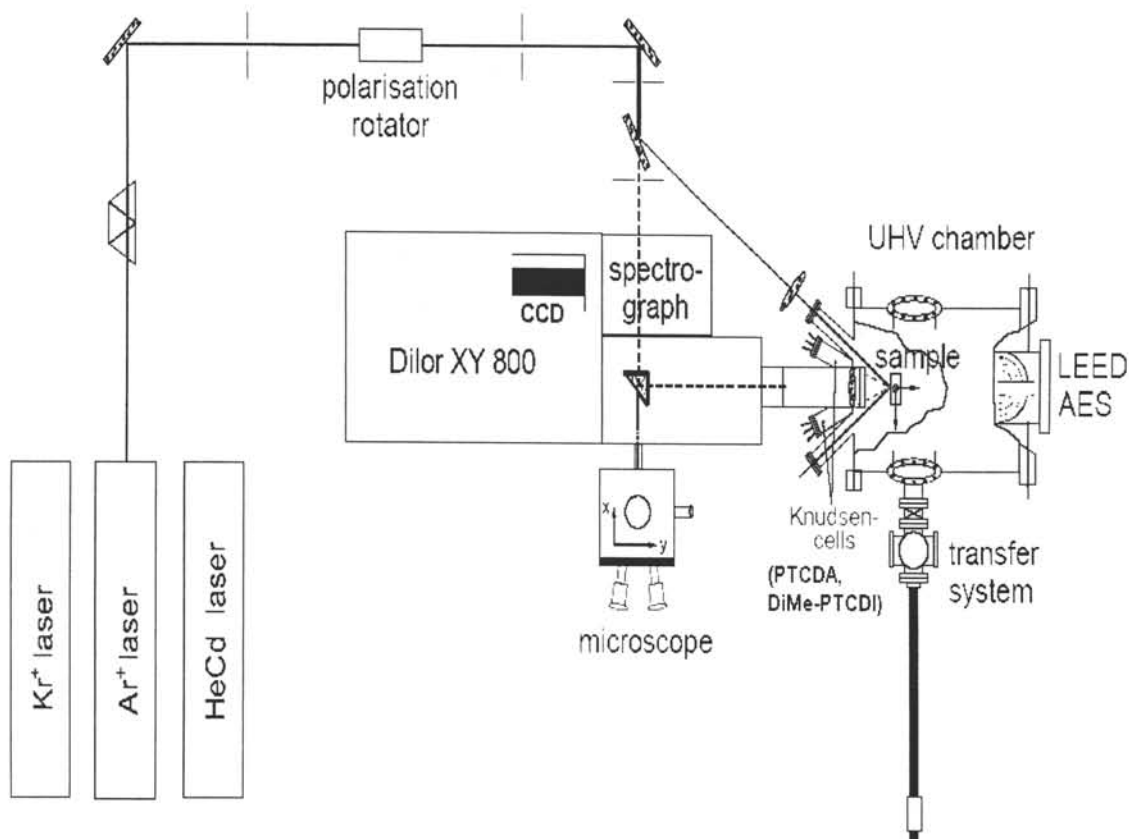 polarisation
rotator
UHV chamber
spectro-
graph
CCD
Dilor XY 800
sample
LEED
AES
Knudsen-
cells
(PTCDA,
DiMe-PTCDI)
transfer
system
x
y
microscope
Kr⁺ laser
Ar⁺ laser
HeCd laser